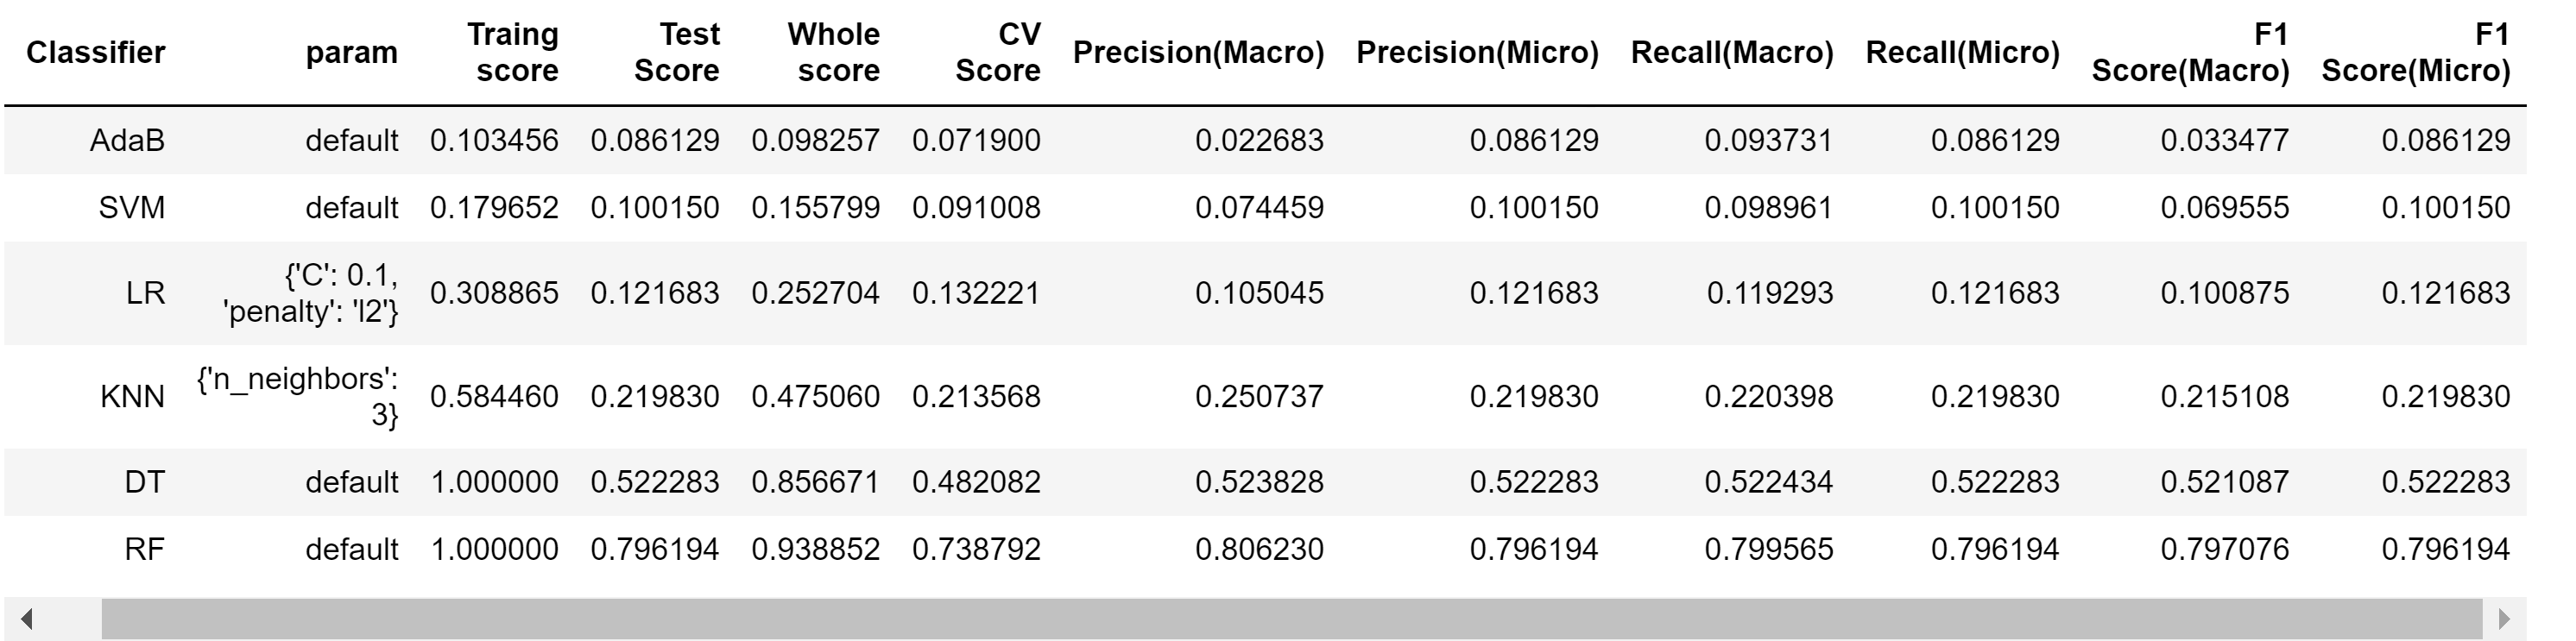 Classifier param Traing score Test Score Whole score CV Score Precision(Macro) Precision(Micro) Recall(Macro) Recall(Micro) F1 Score(Macro) F1 Score(Micro)
AdaB default 0.103456 0.086129 0.098257 0.071900 0.022683 0.086129 0.093731 0.086129 0.033477 0.086129
SVM default 0.179652 0.100150 0.155799 0.091008 0.074459 0.100150 0.098961 0.100150 0.069555 0.100150
LR {'C': 0.1, 'penalty': 'l2'} 0.308865 0.121683 0.252704 0.132221 0.105045 0.121683 0.119293 0.121683 0.100875 0.121683
KNN {'n_neighbors': 3} 0.584460 0.219830 0.475060 0.213568 0.250737 0.219830 0.220398 0.219830 0.215108 0.219830
DT default 1.000000 0.522283 0.856671 0.482082 0.523828 0.522283 0.522434 0.522283 0.521087 0.522283
RF default 1.000000 0.796194 0.938852 0.738792 0.806230 0.796194 0.799565 0.796194 0.797076 0.796194